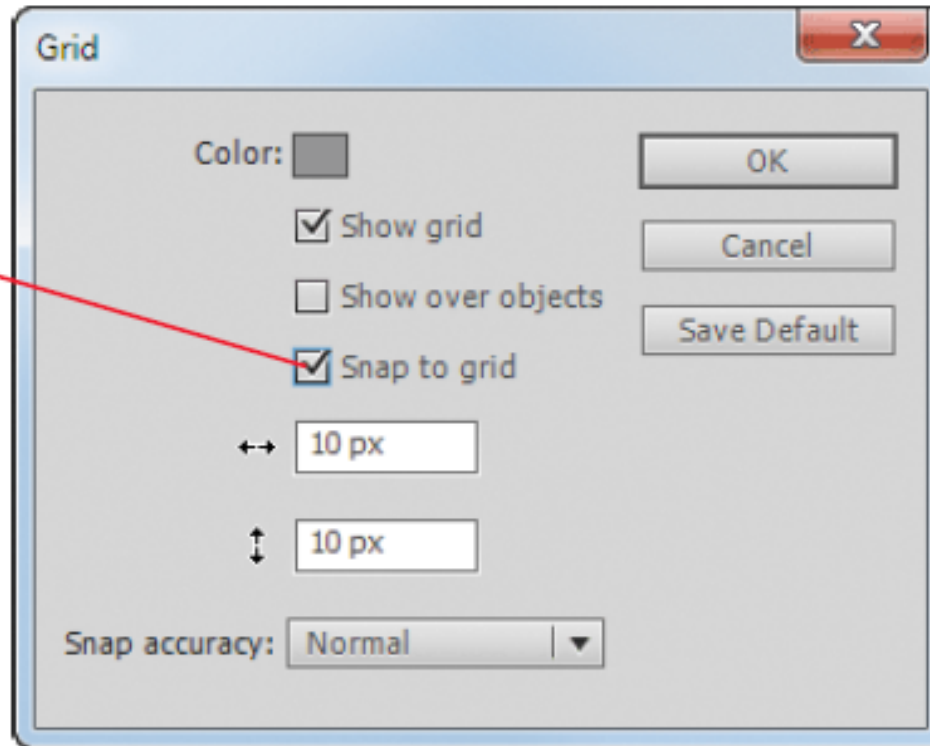 Grid
Color:
OK
Show grid
Cancel
Show over objects
Save Default
Snap to grid
10 px
10 px
Snap accuracy: Normal